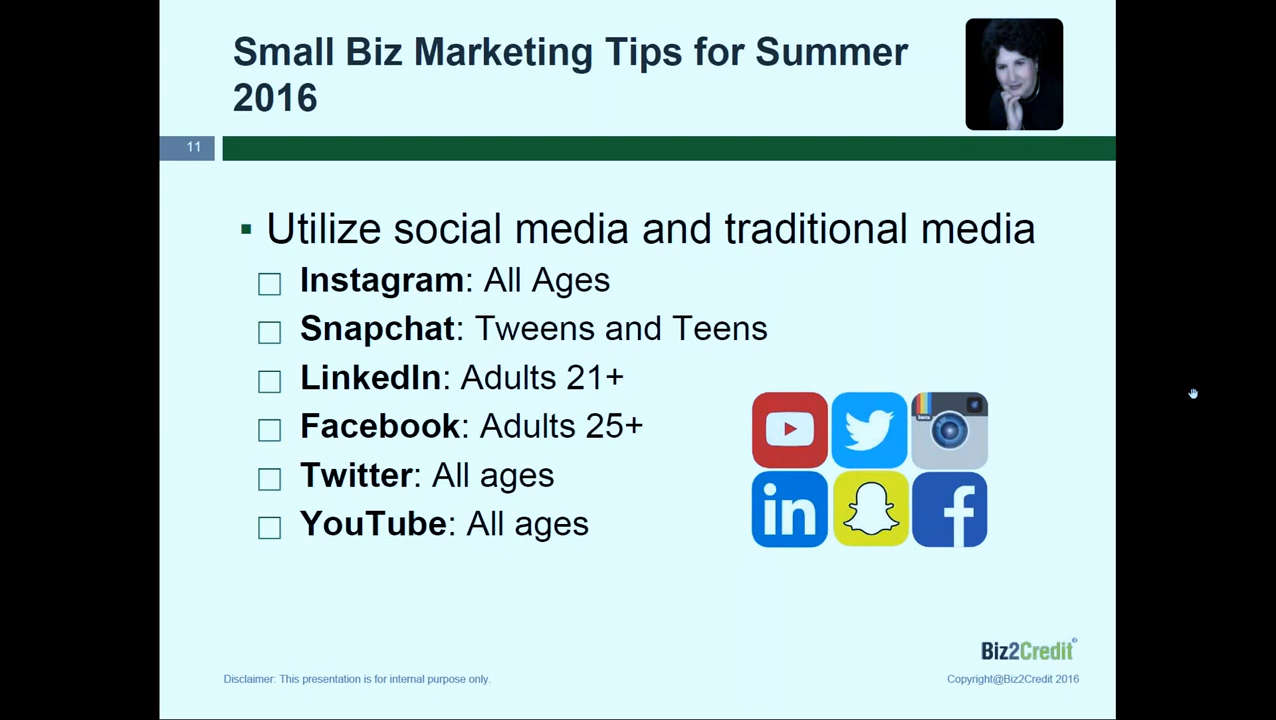 Small Biz Marketing Tips for Summer
2016
11
▪ Utilize social media and traditional media
□ Instagram: All Ages
□ Snapchat: Tweens and Teens
□ LinkedIn: Adults 21+
□ Facebook: Adults 25+
□ Twitter: All ages
□ YouTube: All ages
Insta
in
f
Biz2Credit
Disclaimer: This presentation is for internal purpose only.
Copyright@Biz2Credit 2016